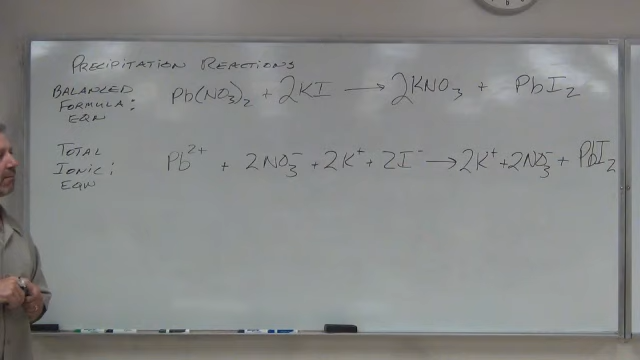 PRECIPITATION REACTIONS
BALANCED FORMULA: EQN
Pb(NO₃)₂ + 2KI → 2KNO₃ + PbI₂
TOTAL IONIC: EQN
Pb²⁺ + 2NO₃⁻ + 2K⁺ + 2I⁻ → 2K⁺ + 2NO₃⁻ + PbI₂